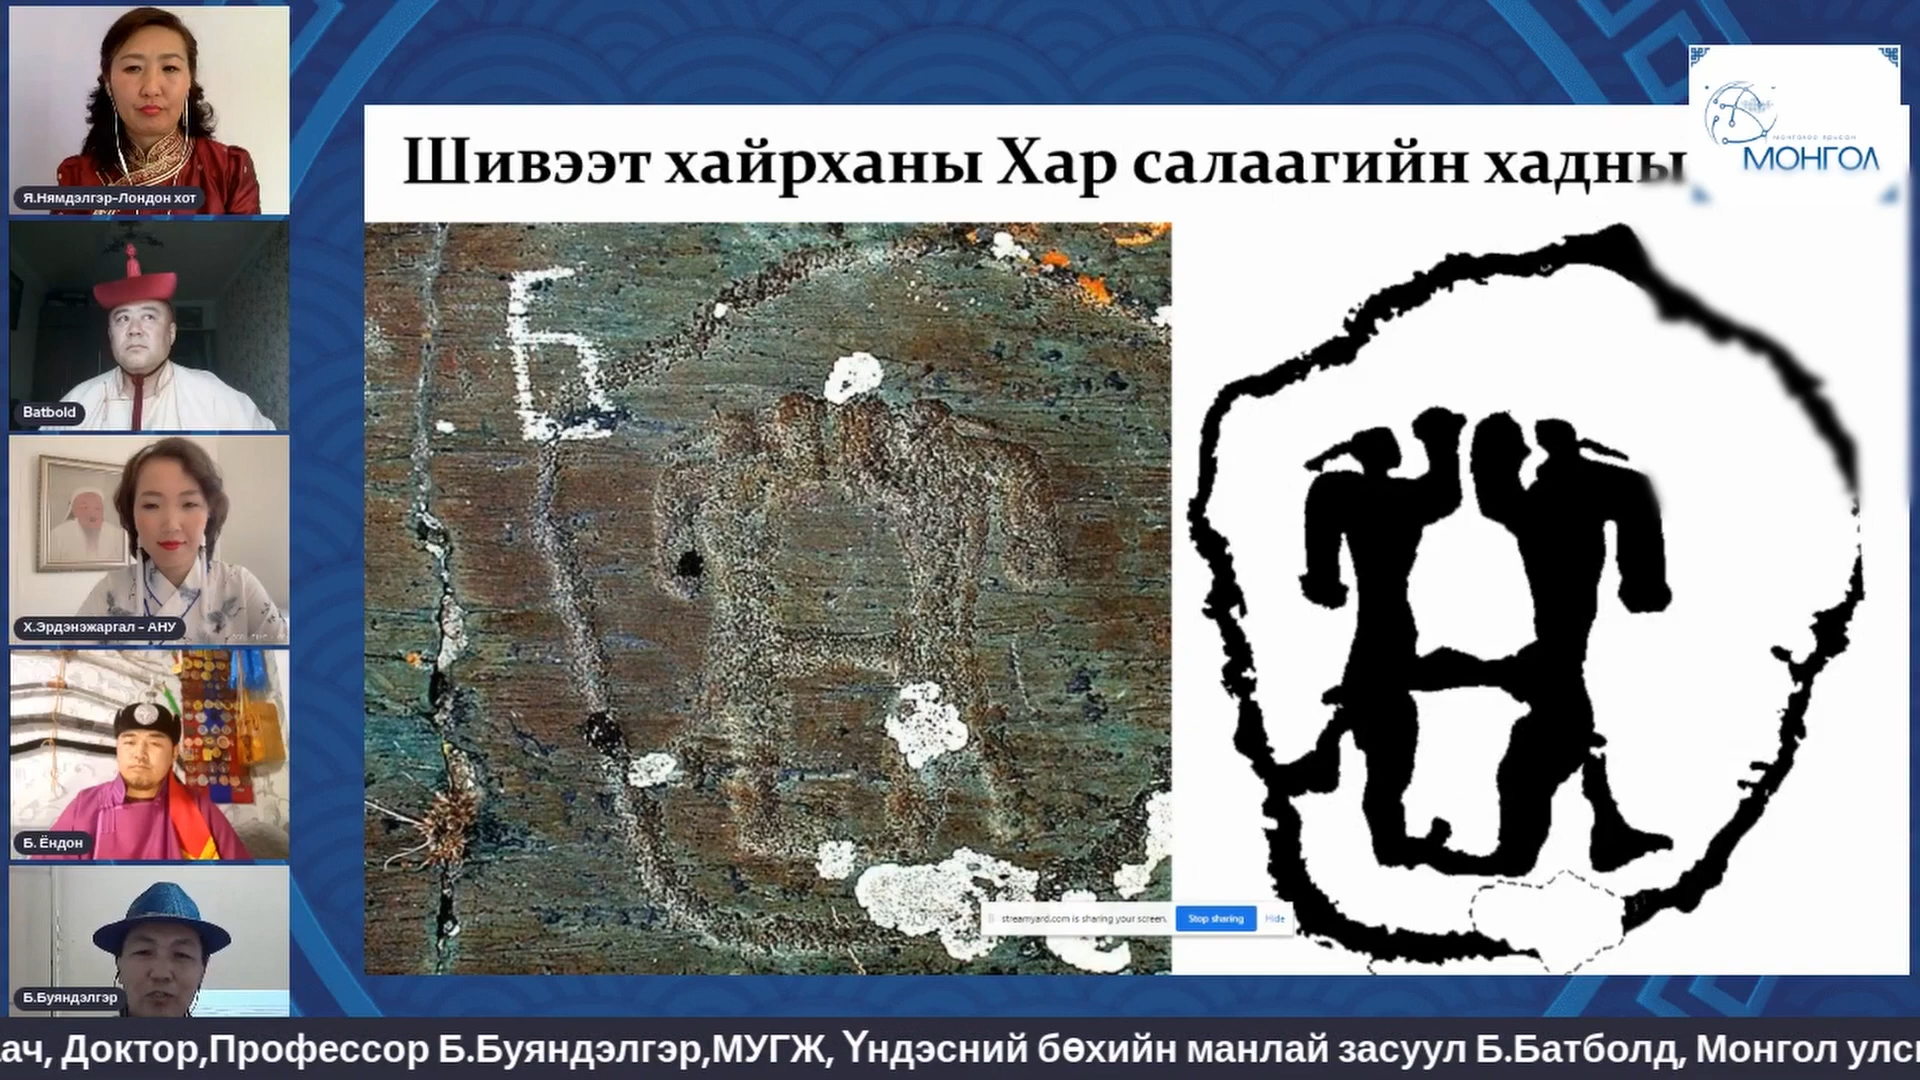 Я.Нямдэлгэр-Лондон хот
Batbold
Х.Эрдэнэжаргал - АНУ
Б. Ёндон
Б.Буяндэлгэр
Шивээт хайрханы Хар салаагийн хадны
МОНГОЛ
Б
streamyard.com is sharing your screen.
Stop sharing
Hide
ач, Доктор,Профессор Б.Буяндэлгэр,МУГЖ, Үндэсний бөхийн манлай засуул Б.Батболд, Монгол улс